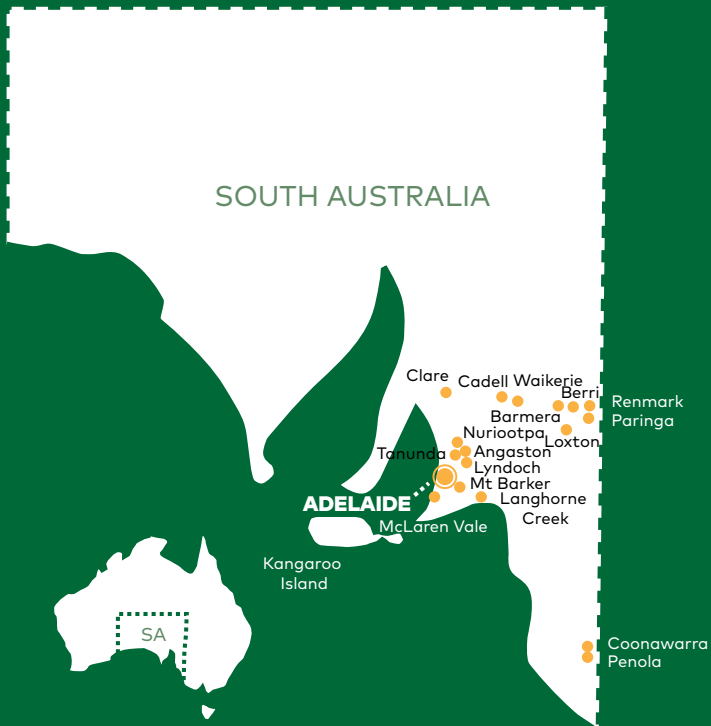 SOUTH AUSTRALIA
Clare
Cadell
Waikerie
Berri
Renmark
Paringa
Barmera
Loxton
Nuriootpa
Tanunda
Angaston
Lyndoch
Mt Barker
ADELAIDE
Langhorne
Creek
McLaren Vale
Kangaroo
Island
SA
Coonawarra
Penola